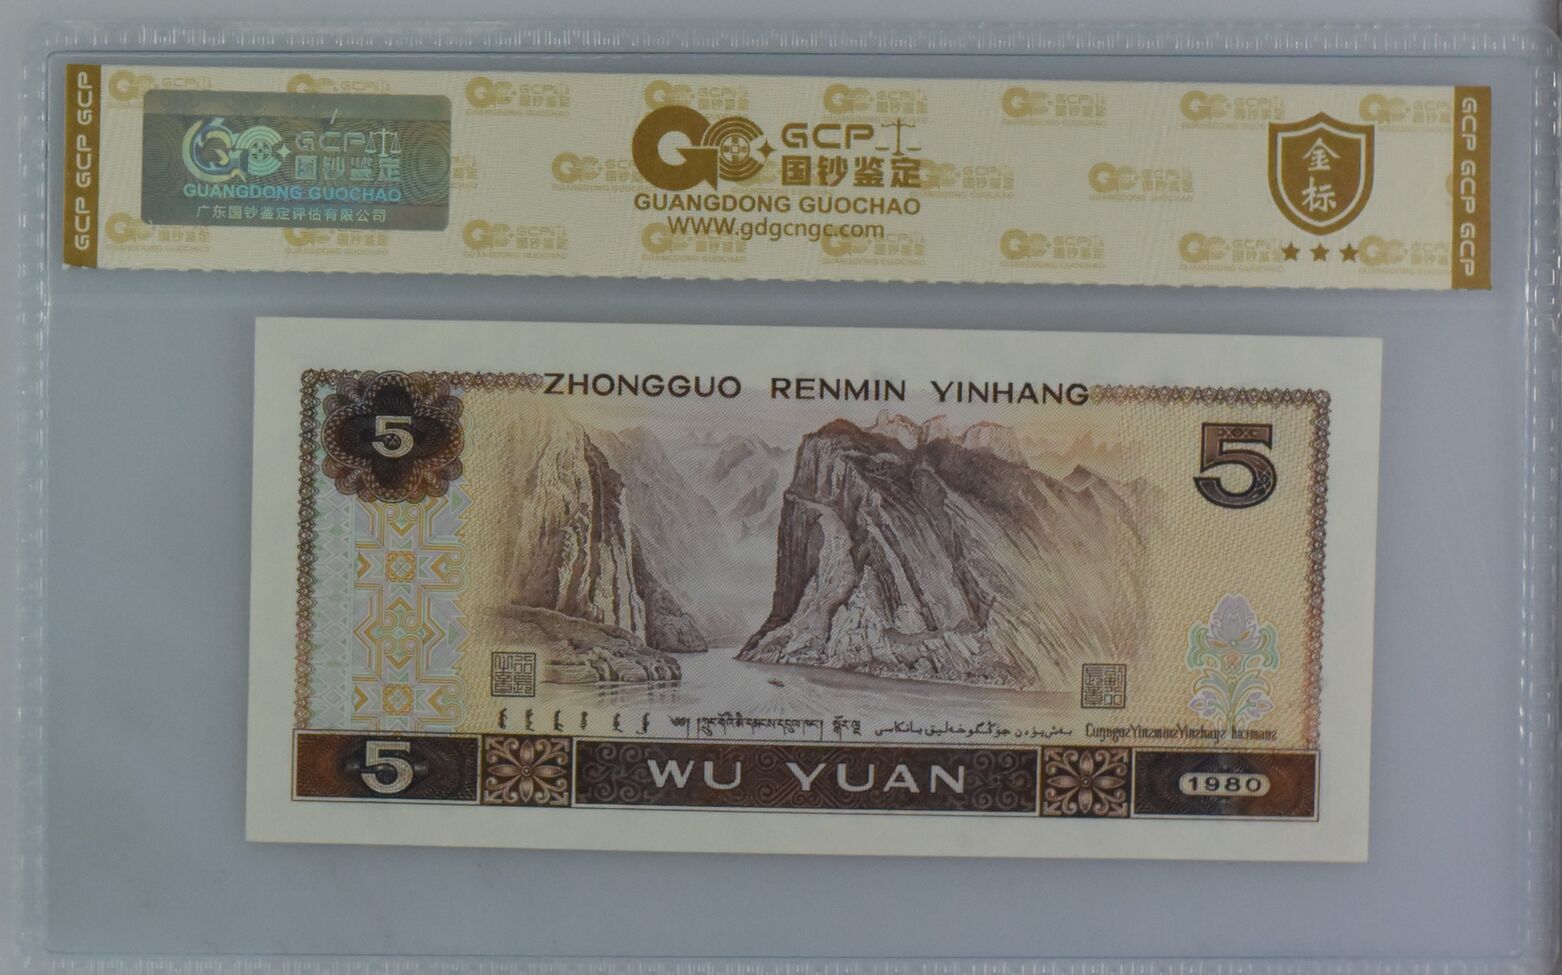 GCP GCP GCP
GCP
国钞鉴定
GUANGDONG GUOCHAO
广东国钞鉴定评估有限公司
GCP
国钞鉴定
GUANGDONG GUOCHAO
WWW.gdgcngc.com
金标
GCP GCP GCP
ZHONGGUO RENMIN YINHANG
5
5
5
WU YUAN
1980